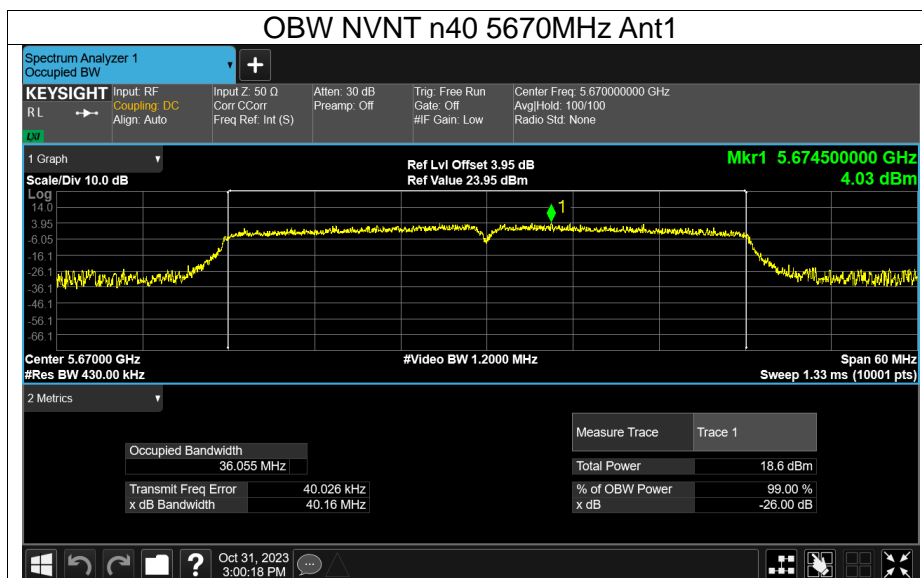 OBW NVNT n40 5670MHz Ant1
Spectrum Analyzer 1
Occupied BW
+
KEYSIGHT Input: RF Input Z: 50 Ω Atten: 30 dB Trig: Free Run Center Freq: 5.670000000 GHz
R L Coupling: DC Corr CCorr Preamp: Off Gate: Off Avg|Hold: 100/100
Align: Auto Freq Ref: Int (S) #IF Gain: Low Radio Std: None
LXI
1 Graph Ref Lvl Offset 3.95 dB Mkr1 5.674500000 GHz
Scale/Div 10.0 dB Ref Value 23.95 dBm 4.03 dBm
Log
14.0
1
3.95
-6.05
-16.1
-26.1
-36.1
-46.1
-56.1
-66.1
Center 5.67000 GHz #Video BW 1.2000 MHz Span 60 MHz
#Res BW 430.00 kHz Sweep 1.33 ms (10001 pts)
2 Metrics
Measure Trace Trace 1
Occupied Bandwidth
36.055 MHz Total Power 18.6 dBm
Transmit Freq Error 40.026 kHz % of OBW Power 99.00 %
x dB Bandwidth 40.16 MHz x dB -26.00 dB
? Oct 31, 2023
3:00:18 PM